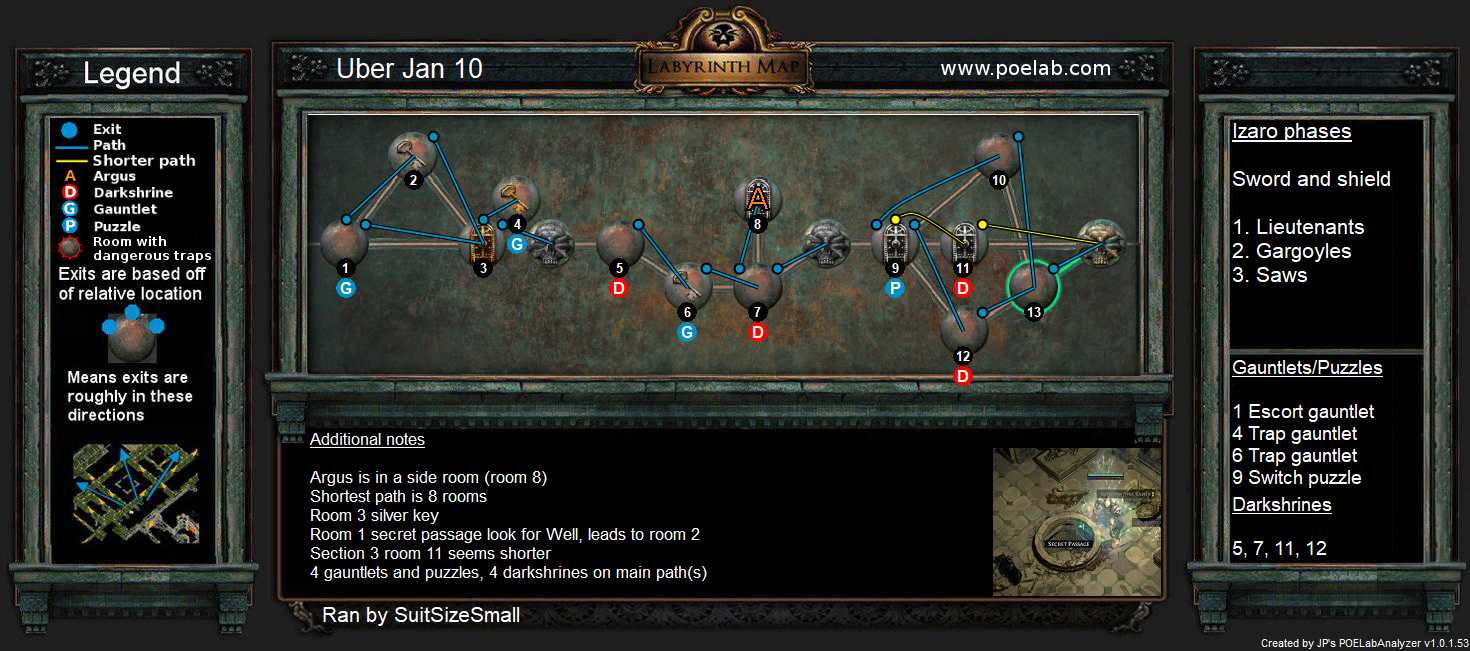 Legend
Exit
Path
Shorter path
A Argus
D Darkshrine
G Gauntlet
P Puzzle
Room with
dangerous traps
Exits are based off
of relative location
Means exits are
roughly in these
directions
Uber Jan 10
LABYRINTH MAP
www.poelab.com
1
G
2
3
4
G
5
D
6
G
7
D
A
8
9
P
10
11
D
12
D
13
Additional notes
Argus is in a side room (room 8)
Shortest path is 8 rooms
Room 3 silver key
Room 1 secret passage look for Well, leads to room 2
Section 3 room 11 seems shorter
4 gauntlets and puzzles, 4 darkshrines on main path(s)
SECRET PASSAGE
Ran by SuitSizeSmall
Izaro phases
Sword and shield
1. Lieutenants
2. Gargoyles
3. Saws
Gauntlets/Puzzles
1 Escort gauntlet
4 Trap gauntlet
6 Trap gauntlet
9 Switch puzzle
Darkshrines
5, 7, 11, 12
Created by JP's POELabAnalyzer v1.0.1.53